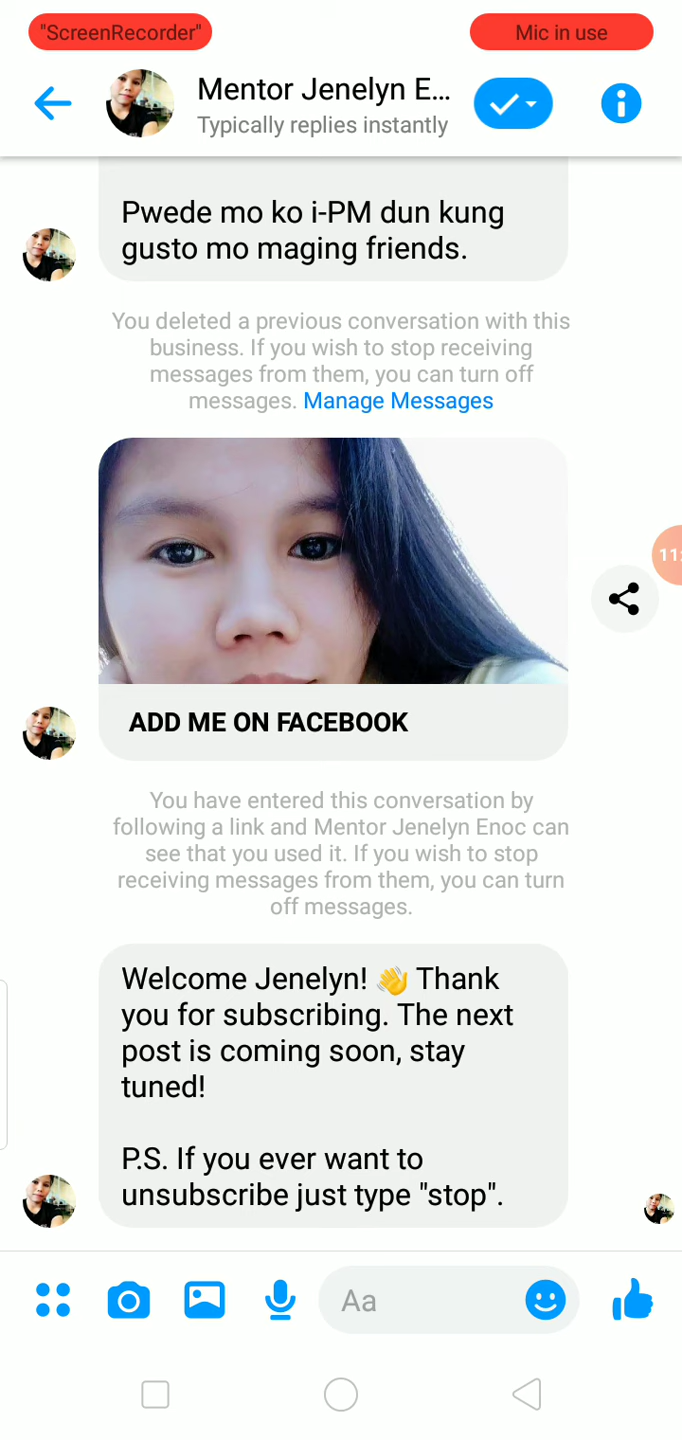 "ScreenRecorder"
Mic in use
Mentor Jenelyn E...
Typically replies instantly
Pwede mo ko i-PM dun kung
gusto mo maging friends.
You deleted a previous conversation with this
business. If you wish to stop receiving
messages from them, you can turn off
messages. Manage Messages
11:
ADD ME ON FACEBOOK
You have entered this conversation by
following a link and Mentor Jenelyn Enoc can
see that you used it. If you wish to stop
receiving messages from them, you can turn
off messages.
Welcome Jenelyn! 👋 Thank
you for subscribing. The next
post is coming soon, stay
tuned!
P.S. If you ever want to
unsubscribe just type "stop".
Aa